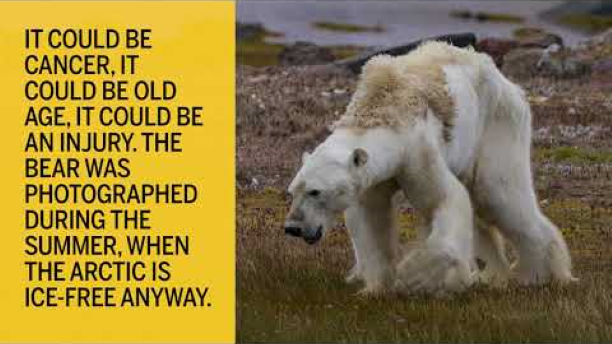 IT COULD BE
CANCER, IT
COULD BE OLD
AGE, IT COULD BE
AN INJURY. THE
BEAR WAS
PHOTOGRAPHED
DURING THE
SUMMER, WHEN
THE ARCTIC IS
ICE-FREE ANYWAY.